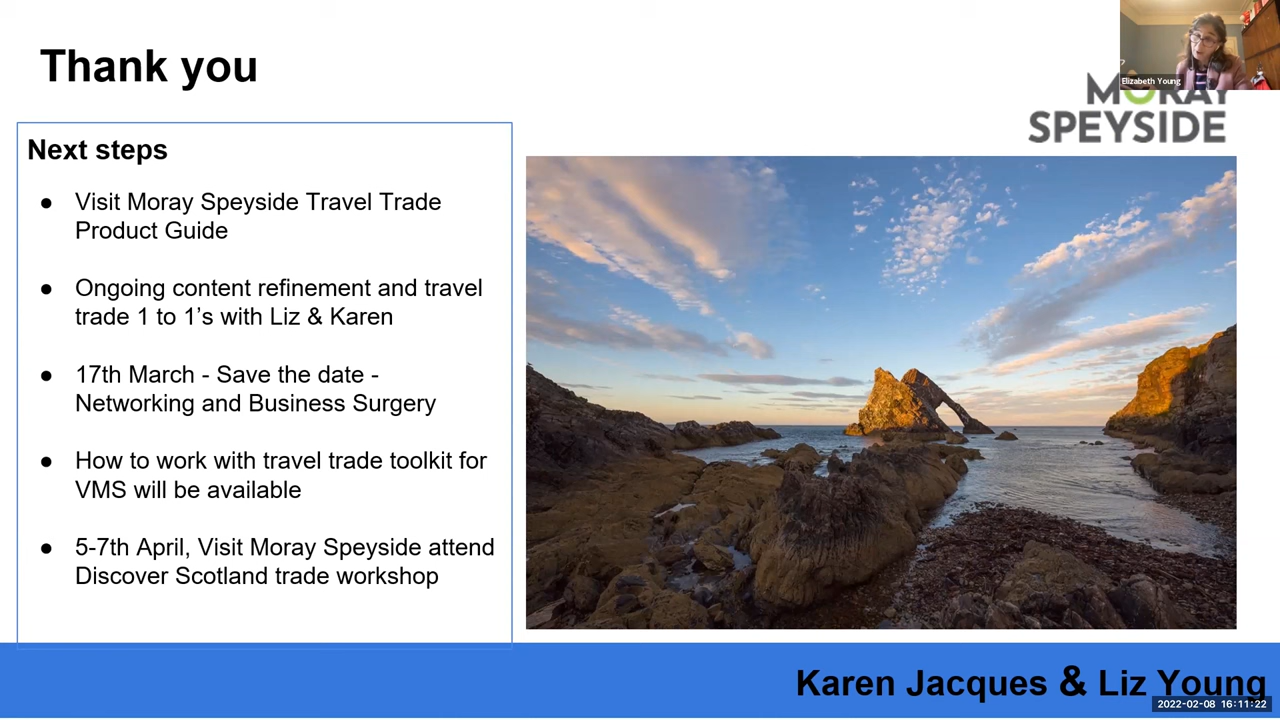 Thank you
Elizabeth Young
MORAY
SPEYSIDE
Next steps
● Visit Moray Speyside Travel Trade
Product Guide
● Ongoing content refinement and travel
trade 1 to 1’s with Liz & Karen
● 17th March - Save the date -
Networking and Business Surgery
● How to work with travel trade toolkit for
VMS will be available
● 5-7th April, Visit Moray Speyside attend
Discover Scotland trade workshop
Karen Jacques & Liz Young
2022-02-08 16:11:22